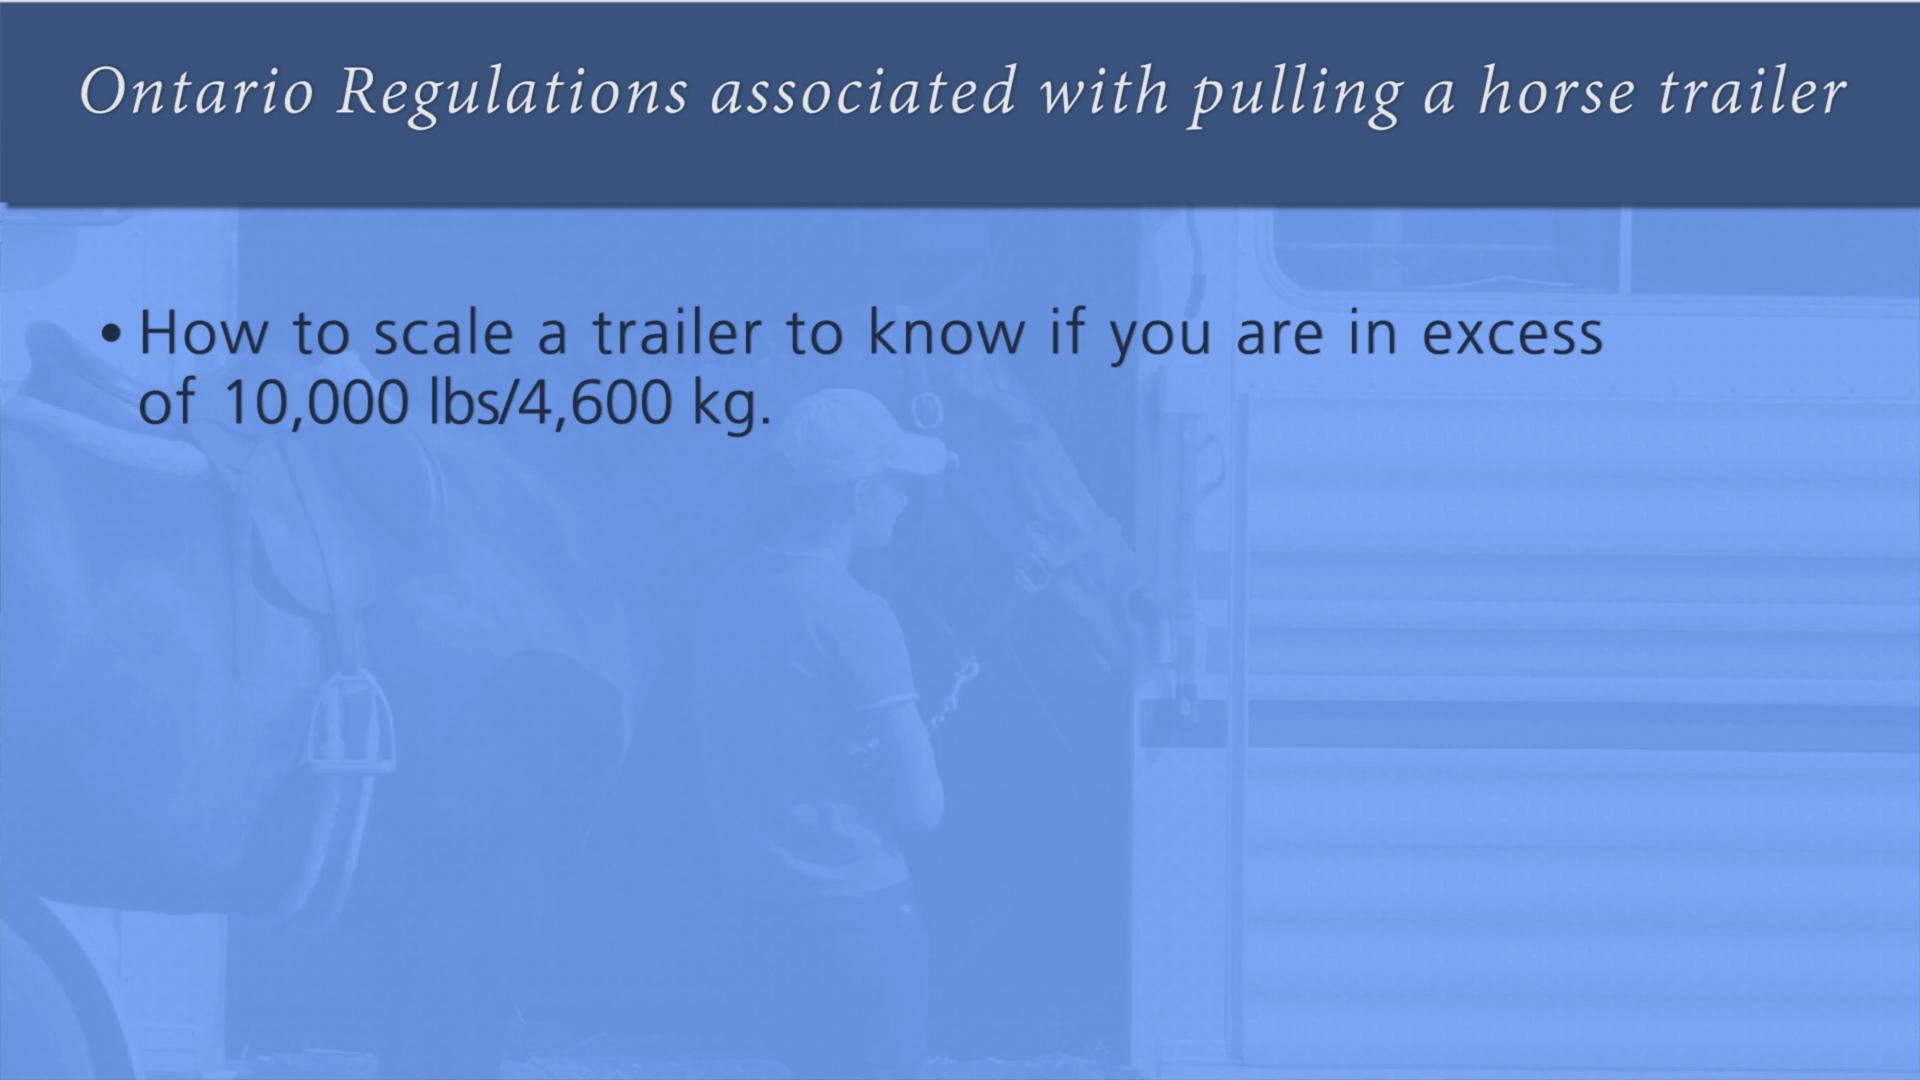 Ontario Regulations associated with pulling a horse trailer
• How to scale a trailer to know if you are in excess
of 10,000 lbs/4,600 kg.